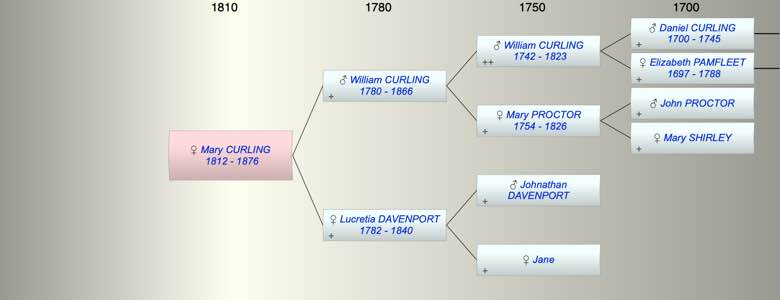 1810
1780
1750
1700
♂ Daniel CURLING
1700 - 1745
+
♂ William CURLING
1742 - 1823
++
♀ Elizabeth PAMFLEET
1697 - 1788
+
♂ William CURLING
1780 - 1866
+
♂ John PROCTOR
+
♀ Mary PROCTOR
1754 - 1826
+
♀ Mary SHIRLEY
+
♀ Mary CURLING
1812 - 1876
♂ Johnathan
DAVENPORT
+
♀ Lucretia DAVENPORT
1782 - 1840
+
♀ Jane
+